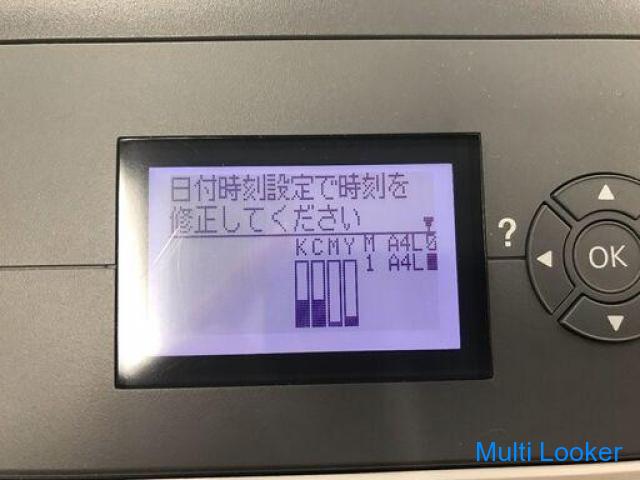 日付時刻設定で時刻を
修正してください
KCMY M A4L0
1 A4L
?
OK
Multi Looker